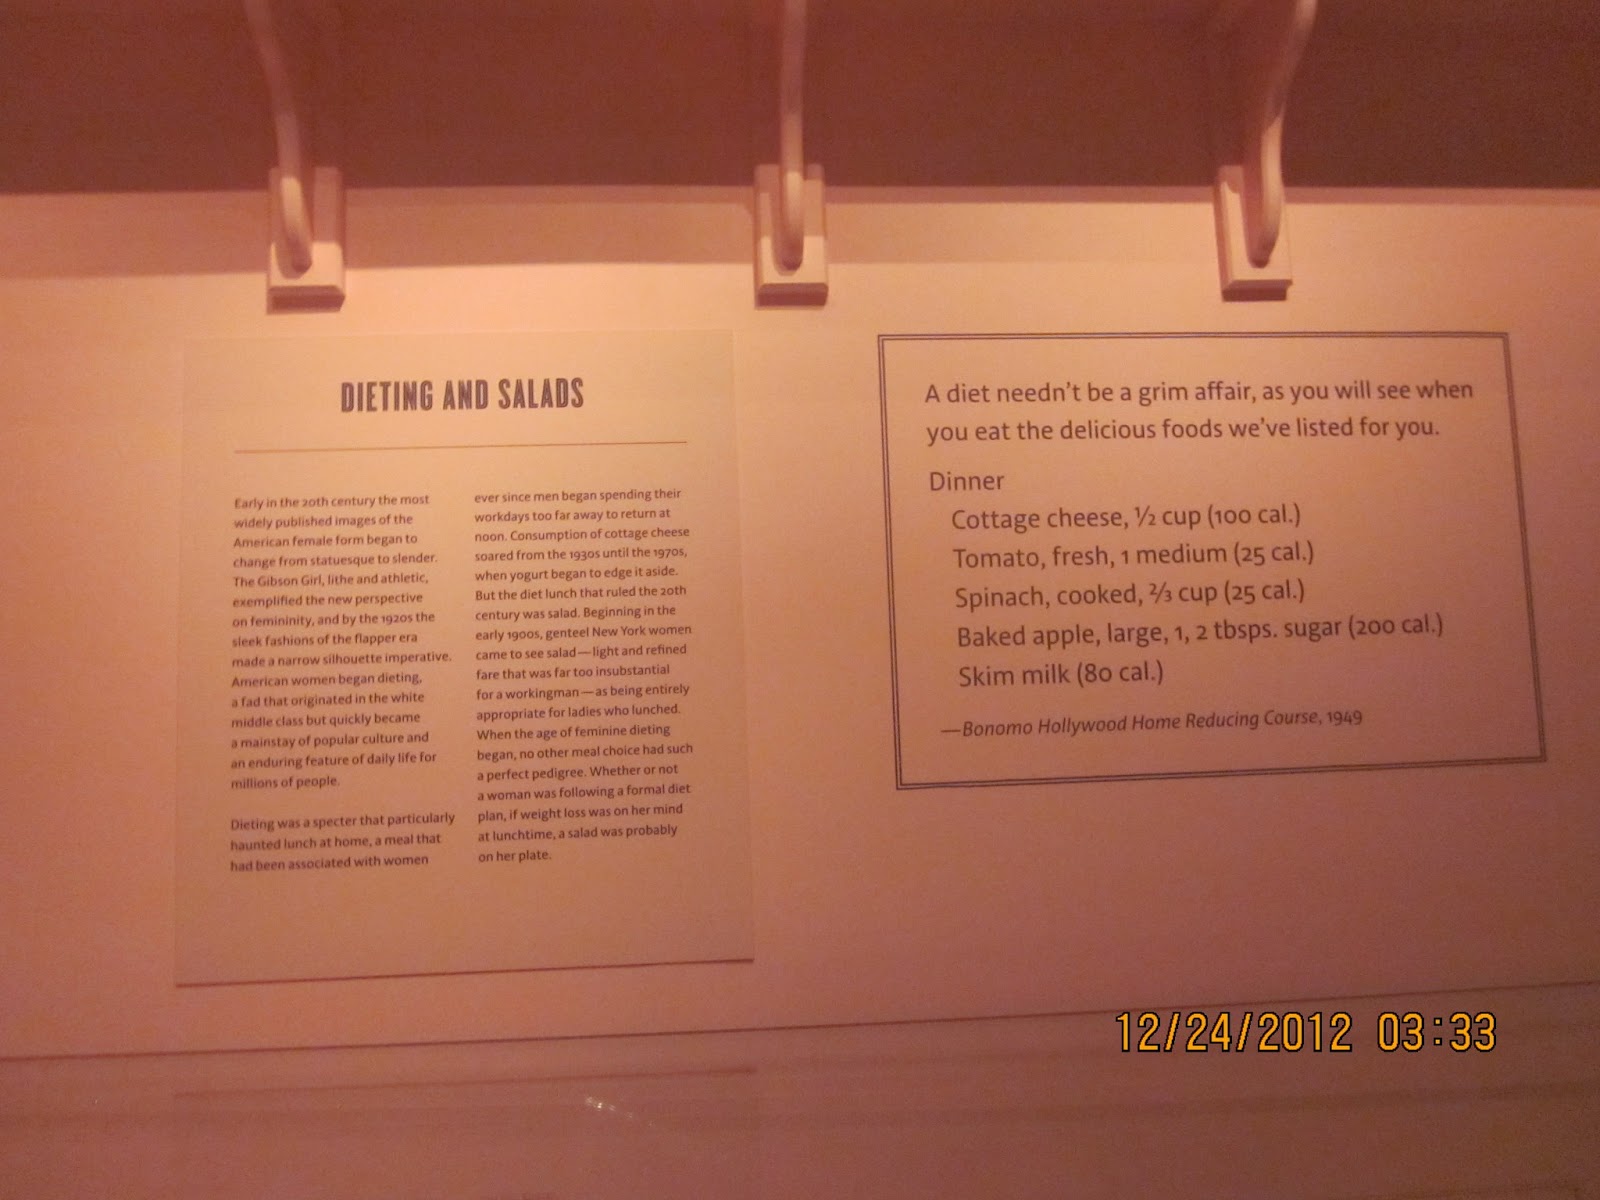 DIETING AND SALADS
Early in the 20th century the most
widely published images of the
American female form began to
change from statuesque to slender.
The Gibson Girl, lithe and athletic,
exemplified the new perspective
on femininity, and by the 1920s the
sleek fashions of the flapper era
made a narrow silhouette imperative.
American women began dieting,
a fad that originated in the white
middle class but quickly became
a mainstay of popular culture and
an enduring feature of daily life for
millions of people.
Dieting was a specter that particularly
haunted lunch at home, a meal that
had been associated with women
ever since men began spending their
workdays too far away to return at
noon. Consumption of cottage cheese
soared from the 1930s until the 1970s,
when yogurt began to edge it aside.
But the diet lunch that ruled the 20th
century was salad. Beginning in the
early 1900s, genteel New York women
came to see salad—light and refined
fare that was far too insubstantial
for a workingman—as being entirely
appropriate for ladies who lunched.
When the age of feminine dieting
began, no other meal choice had such
a perfect pedigree. Whether or not
a woman was following a formal diet
plan, if weight loss was on her mind
at lunchtime, a salad was probably
on her plate.
A diet needn't be a grim affair, as you will see when
you eat the delicious foods we've listed for you.
Dinner
Cottage cheese, ½ cup (100 cal.)
Tomato, fresh, 1 medium (25 cal.)
Spinach, cooked, ⅔ cup (25 cal.)
Baked apple, large, 1, 2 tbsps. sugar (200 cal.)
Skim milk (80 cal.)
—Bonomo Hollywood Home Reducing Course, 1949
12/24/2012 03:33